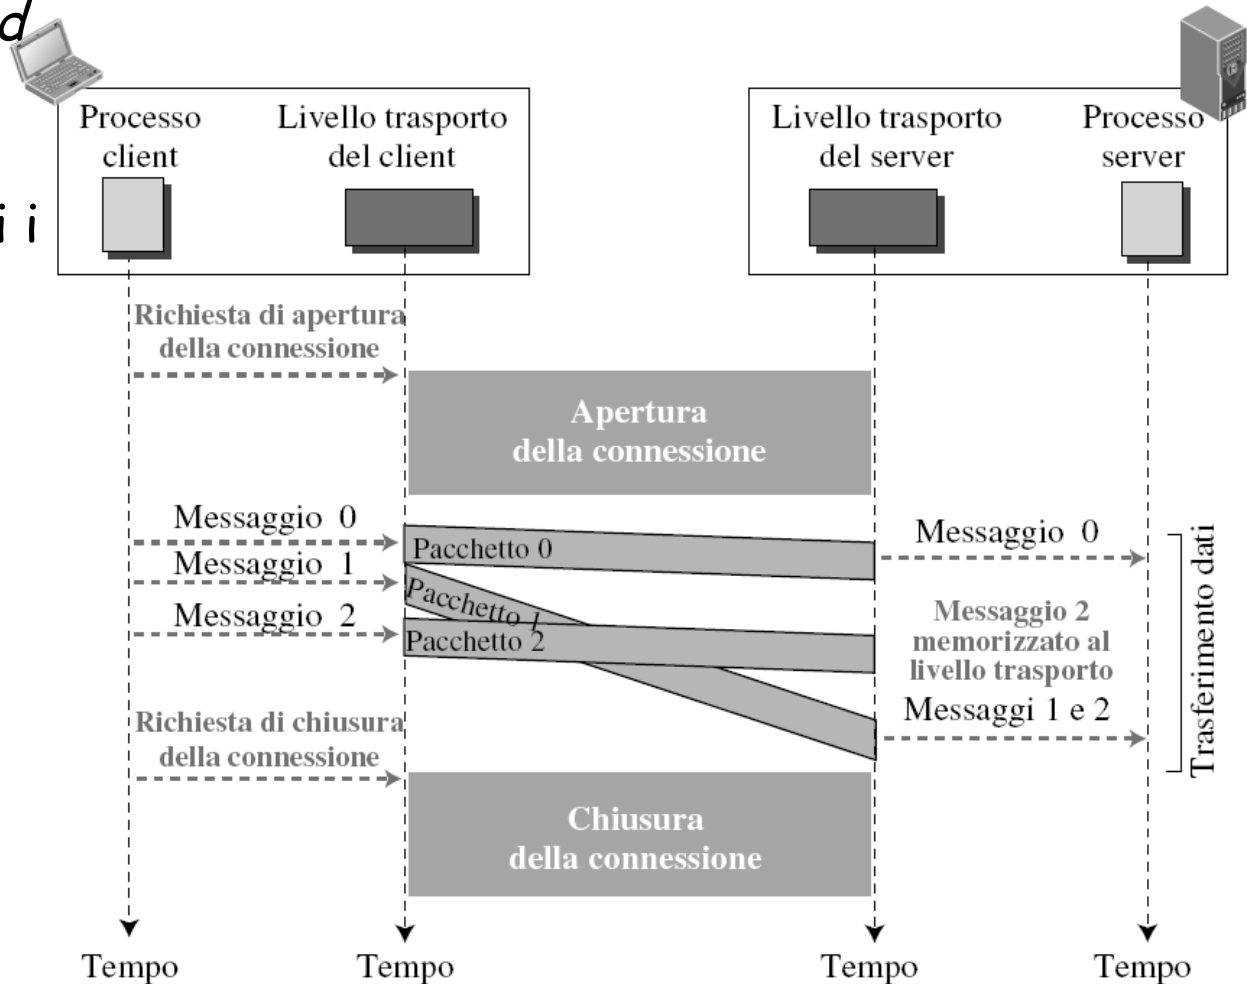 d
Processo
client
Livello trasporto
del client
Livello trasporto
del server
Processo
server
i i
Richiesta di apertura
della connessione
Apertura
della connessione
Messaggio 0
Pacchetto 0
Messaggio 0
Messaggio 1
Pacchetto 1
Messaggio 2
Pacchetto 2
Messaggio 2
memorizzato al
livello trasporto
Messaggi 1 e 2
Trasferimento dati
Richiesta di chiusura
della connessione
Chiusura
della connessione
Tempo
Tempo
Tempo
Tempo